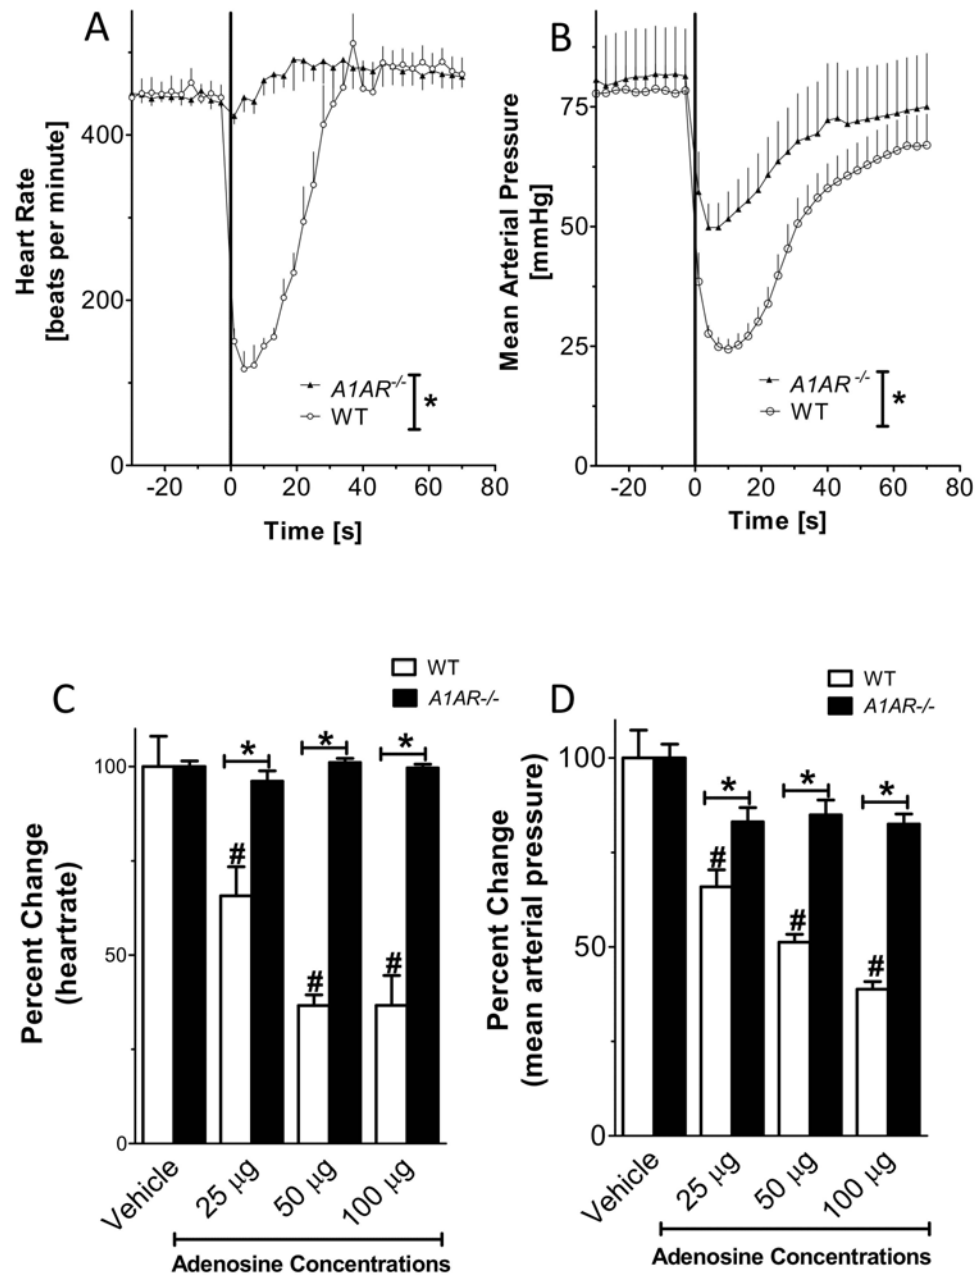 A
Heart Rate
[beats per minute]
400
200
0
A1AR-/-
WT
*
-20 0 20 40 60 80
Time [s]
B
Mean Arterial Pressure
[mmHg]
75
50
25
0
A1AR -/-
WT
*
-20 0 20 40 60 80
Time [s]
C
WT
A1AR-/-
Percent Change
(heartrate)
100
50
0
* * *
# # #
Vehicle
25 µg
50 µg
100 µg
Adenosine Concentrations
D
WT
A1AR-/-
Percent Change
(mean arterial pressure)
100
50
0
* * *
# # #
Vehicle
25 µg
50 µg
100 µg
Adenosine Concentrations